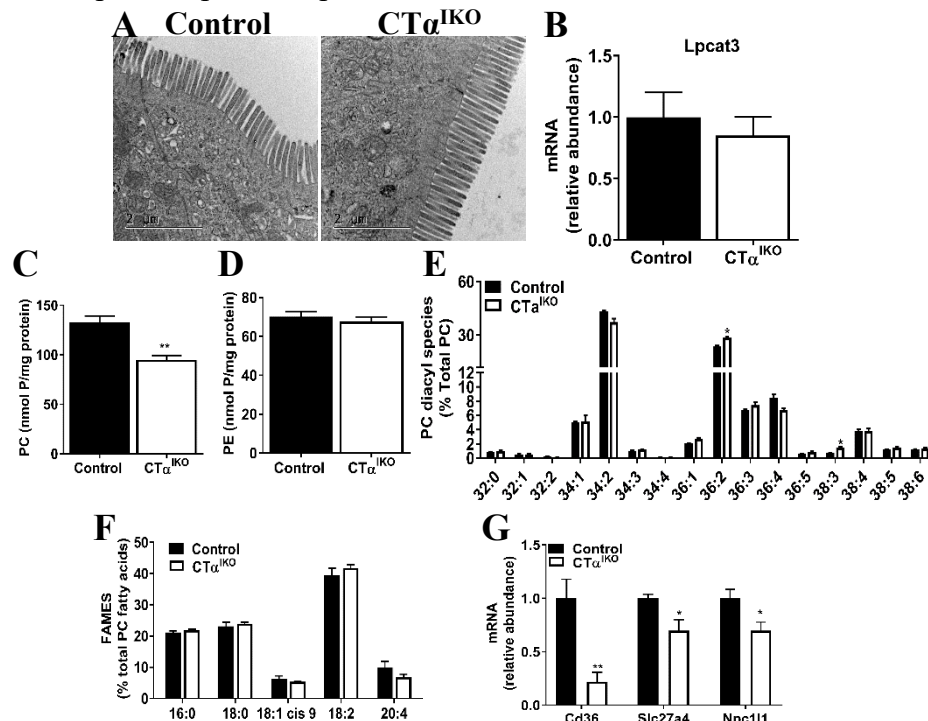 A Control CTα^IKO
2 μm
2 μm
B
Lpcat3
mRNA
(relative abundance)
1.5
1.0
0.5
0.0
Control CTα^IKO
C
PC (nmol P/mg protein)
150
100
50
0
**
Control CTα^IKO
D
PE (nmol P/mg protein)
80
60
40
20
0
Control CTα^IKO
E
Control
CTa^IKO
PC diacyl species
(% Total PC)
60
30
12
10
8
6
4
2
0
*
*
32:0 32:1 32:2 34:1 34:2 34:3 34:4 36:1 36:2 36:3 36:4 36:5 38:3 38:4 38:5 38:6
F
Control
CTα^IKO
FAMES
(% total PC fatty acids)
50
40
30
20
10
0
16:0 18:0 18:1 cis 9 18:2 20:4
G
Control
CTα^IKO
mRNA
(relative abundance)
1.5
1.0
0.5
0.0
**
*
*
Cd36 Slc27a4 Npc1l1